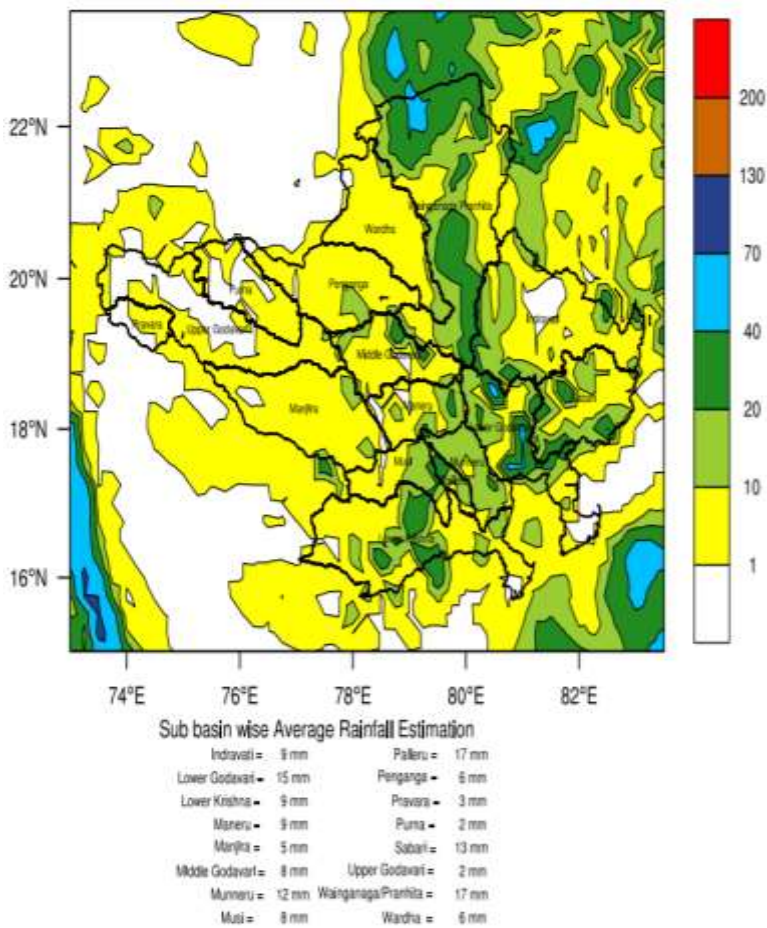 200
22°N
130
Wainganaga Pranhita
Wardha
70
20°N
Penganga
Purna
Indravati
40
Pravara
Upper Godavari
Middle Godavari
20
Manjira
18°N
Musi
Munneru
10
1
16°N
74°E 76°E 78°E 80°E 82°E
Sub basin wise Average Rainfall Estimation
Indravati = 9 mm Palleru = 17 mm
Lower Godavari = 15 mm Penganga = 6 mm
Lower Krishna = 9 mm Pravara = 3 mm
Maneru = 9 mm Purna = 2 mm
Manjira = 5 mm Sabari = 13 mm
Middle Godavari = 8 mm Upper Godavari = 2 mm
Munneru = 12 mm Wainganaga/Pranhita = 17 mm
Musi = 8 mm Wardha = 6 mm